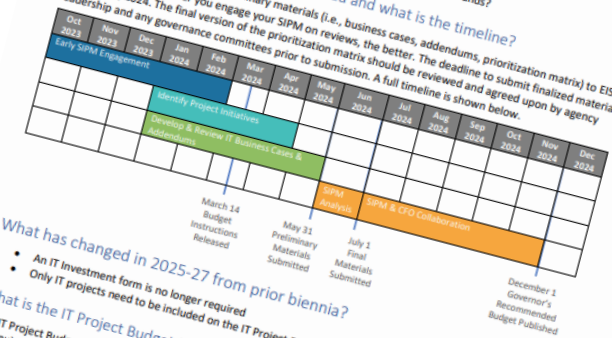 and what is the timeline?
materials (i.e., business cases, addendums, prioritization matrix) to EIS
2024. you engage your SIPM on reviews, the better. The deadline to submit finalized
The final version of the prioritization matrix should be reviewed and agreed upon by agency
leadership and any governance committees prior to submission. A full timeline is shown below.
Oct 2023 Nov 2023 Dec 2023 Jan 2024 Feb 2024 Mar 2024 Apr 2024 May 2024 Jun 2024 Jul 2024 Aug 2024 Sep 2024 Oct 2024 Nov 2024 Dec 2024
Early SIPM Engagement
Identify Project Initiatives
Develop & Review IT Business Cases &
Addendums
SIPM
Analysis
SIPM & CFO Collaboration
March 14
Budget
Instructions
Released
May 31
Preliminary
Materials
Submitted
July 1
Final
Materials
Submitted
December 1
Governor's
Recommended
Budget Published
What has changed in 2025-27 from prior biennia?
• An IT Investment form is no longer required
• Only IT projects need to be included on the IT Project
hat is the IT Project Budge
IT Project Bud